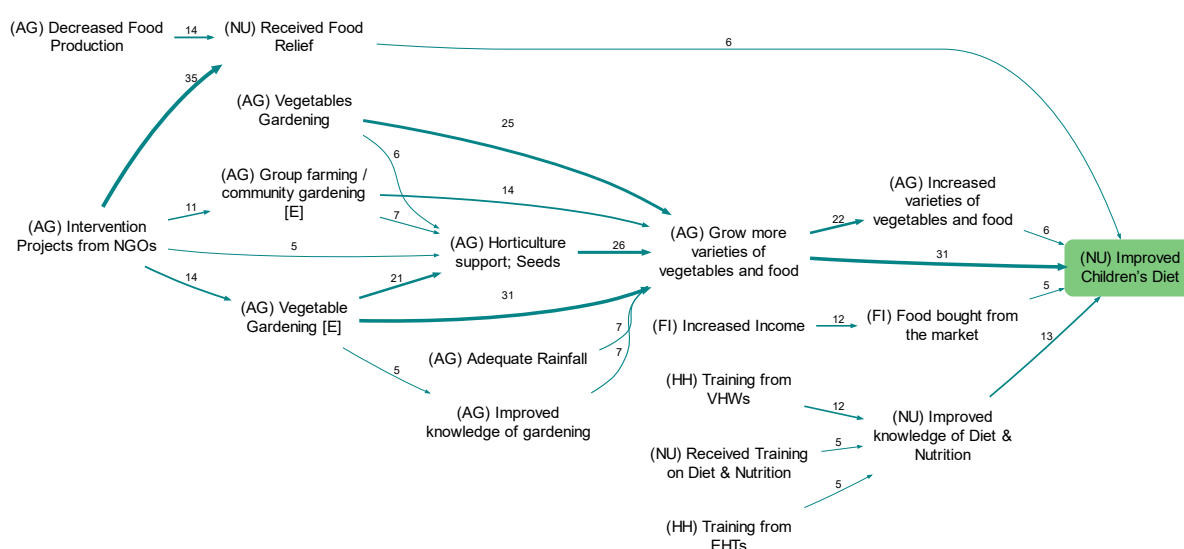 (AG) Decreased Food
Production
14
(NU) Received Food
Relief
6
35
(AG) Vegetables
Gardening
25
6
(AG) Group farming /
community gardening
[E]
14
7
11
(AG) Intervention
Projects from NGOs
5
14
(AG) Horticulture
support; Seeds
26
21
(AG) Grow more
varieties of
vegetables and food
22
(AG) Increased
varieties of
vegetables and food
6
31
(NU) Improved
Children's Diet
5
(AG) Vegetable
Gardening [E]
31
(FI) Increased Income
12
(FI) Food bought from
the market
13
7
(AG) Adequate Rainfall
7
5
(AG) Improved
knowledge of gardening
(HH) Training from
VHWs
12
(NU) Improved
knowledge of Diet &
Nutrition
(NU) Received Training
on Diet & Nutrition
5
5
(HH) Training from
EHTs